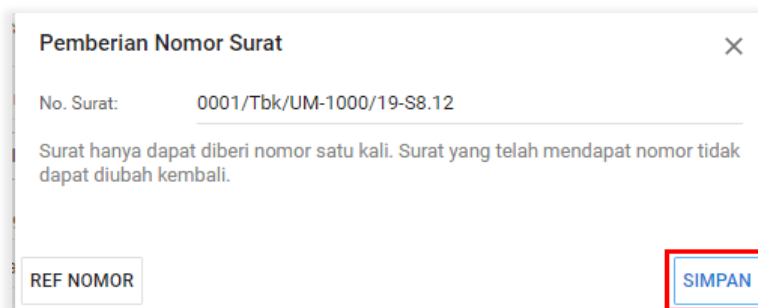 Pemberian Nomor Surat
No. Surat: 0001/Tbk/UM-1000/19-S8.12
Surat hanya dapat diberi nomor satu kali. Surat yang telah mendapat nomor tidak
dapat diubah kembali.
REF NOMOR SIMPAN